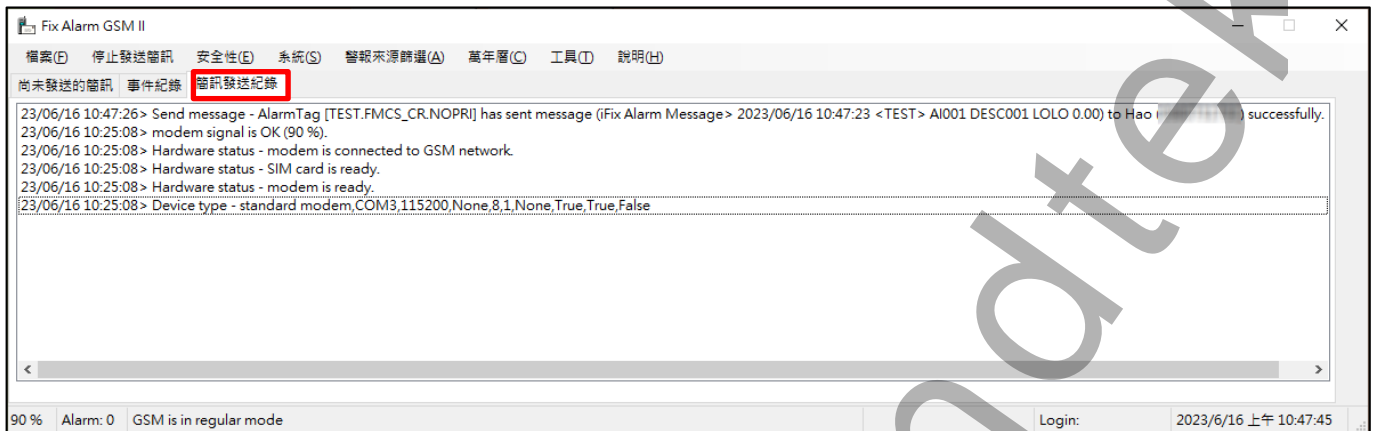 Fix Alarm GSM II
檔案(F) 停止發送簡訊 安全性(E) 系統(S) 警報來源篩選(A) 萬年曆(C) 工具(T) 說明(H)
尚未發送的簡訊 事件紀錄 簡訊發送紀錄
23/06/16 10:47:26> Send message - AlarmTag [TEST.FMCS_CR.NOPRI] has sent message (iFix Alarm Message> 2023/06/16 10:47:23 <TEST> AI001 DESC001 LOLO 0.00) to Hao ( ) successfully.
23/06/16 10:25:08> modem signal is OK (90 %).
23/06/16 10:25:08> Hardware status - modem is connected to GSM network.
23/06/16 10:25:08> Hardware status - SIM card is ready.
23/06/16 10:25:08> Hardware status - modem is ready.
23/06/16 10:25:08> Device type - standard modem,COM3,115200,None,8,1,None,True,True,False
90 % Alarm: 0 GSM is in regular mode Login: 2023/6/16 上午 10:47:45